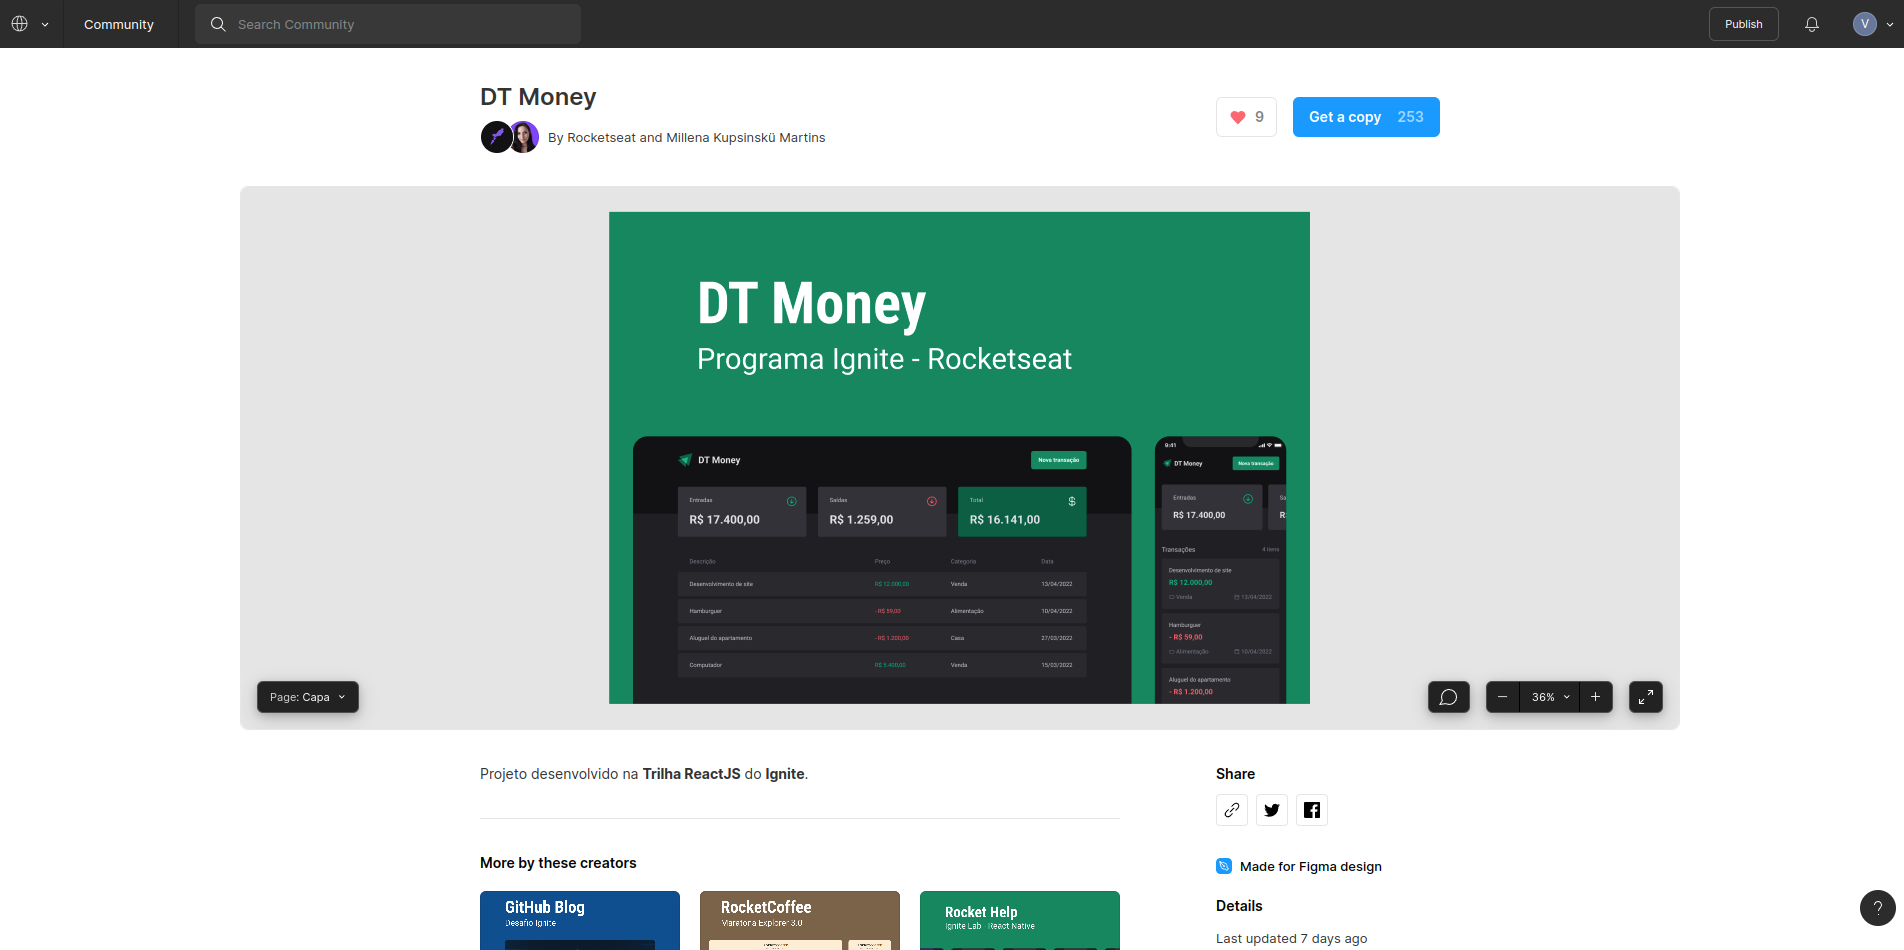 Community
Search Community
Publish
V
DT Money
By Rocketseat and Millena Kupsinskü Martins
9
Get a copy 253
DT Money
Programa Ignite - Rocketseat
DT Money
Nova transação
Entradas
R$ 17.400,00
Saídas
R$ 1.259,00
Total
$
R$ 16.141,00
Descrição Preço Categoria Data
Desenvolvimento de site R$ 12.000,00 Venda 13/04/2022
Hamburguer - R$ 59,00 Alimentação 10/04/2022
Aluguel do apartamento - R$ 1.200,00 Casa 27/03/2022
Computador R$ 5.400,00 Venda 15/03/2022
9:41
DT Money
Nova transação
Entradas
R$ 17.400,00
Sa
R
Transações 4 itens
Desenvolvimento de site
R$ 12.000,00
Venda 13/04/2022
Hamburguer
- R$ 59,00
Alimentação 10/04/2022
Aluguel do apartamento
- R$ 1.200,00
Page: Capa
36%
Projeto desenvolvido na Trilha ReactJS do Ignite.
Share
Made for Figma design
Details
Last updated 7 days ago
More by these creators
GitHub Blog
Desafio Ignite
RocketCoffee
Maratona Explorer 3.0
Rocket Help
Ignite Lab - React Native
?